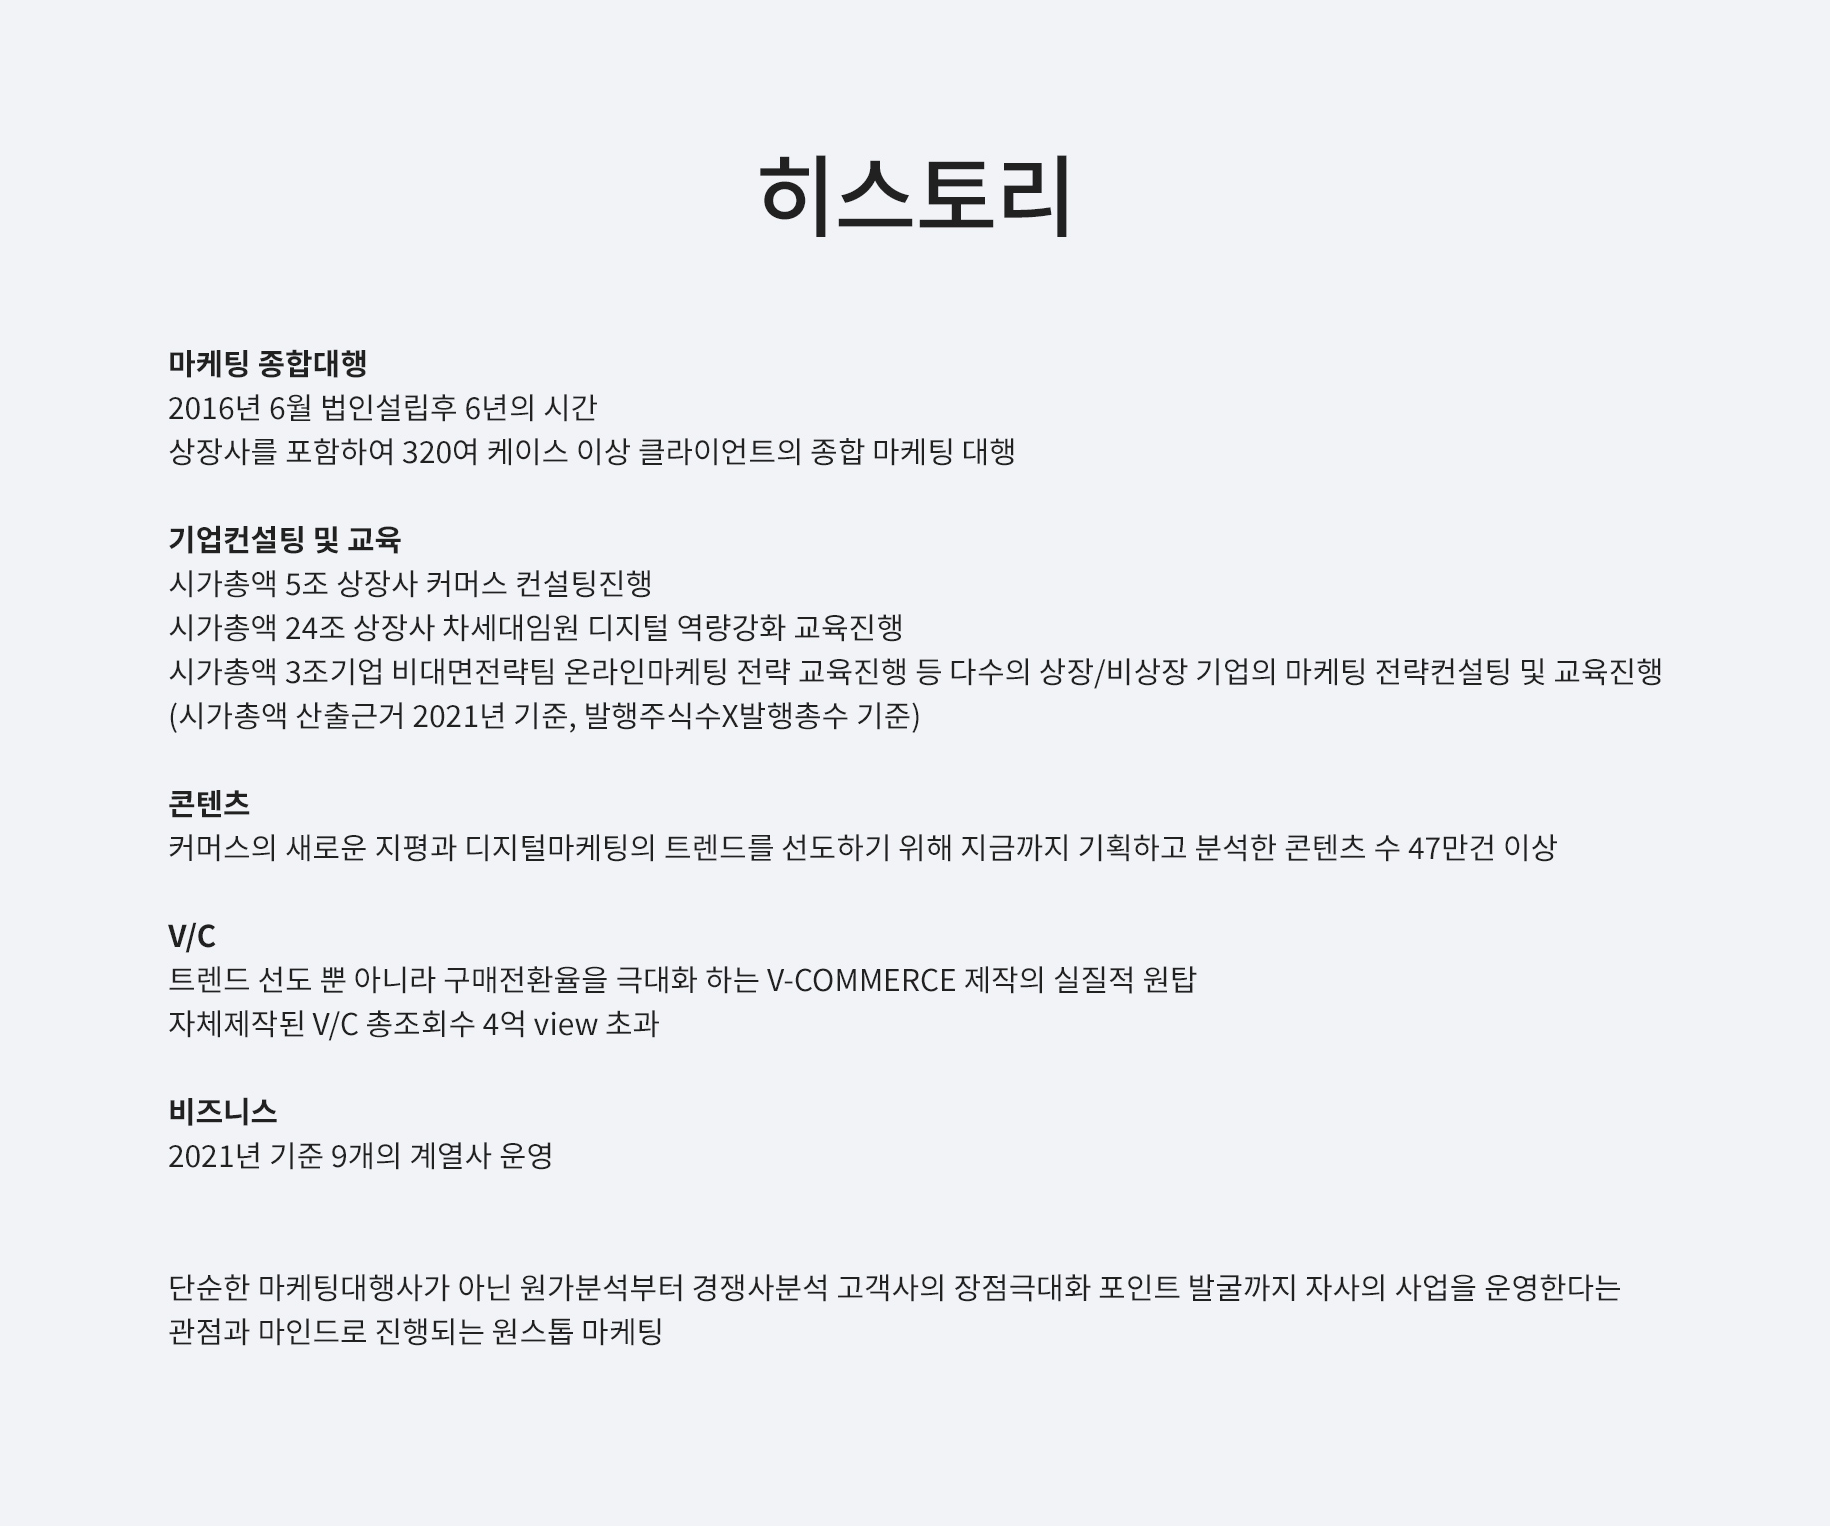 히스토리
마케팅 종합대행
2016년 6월 법인설립후 6년의 시간
상장사를 포함하여 320여 케이스 이상 클라이언트의 종합 마케팅 대행
기업컨설팅 및 교육
시가총액 5조 상장사 커머스 컨설팅진행
시가총액 24조 상장사 차세대임원 디지털 역량강화 교육진행
시가총액 3조기업 비대면전략팀 온라인마케팅 전략 교육진행 등 다수의 상장/비상장 기업의 마케팅 전략컨설팅 및 교육진행
(시가총액 산출근거 2021년 기준, 발행주식수X발행총수 기준)
콘텐츠
커머스의 새로운 지평과 디지털마케팅의 트렌드를 선도하기 위해 지금까지 기획하고 분석한 콘텐츠 수 47만건 이상
V/C
트렌드 선도 뿐 아니라 구매전환율을 극대화 하는 V-COMMERCE 제작의 실질적 원탑
자체제작된 V/C 총조회수 4억 view 초과
비즈니스
2021년 기준 9개의 계열사 운영
단순한 마케팅대행사가 아닌 원가분석부터 경쟁사분석 고객사의 장점극대화 포인트 발굴까지 자사의 사업을 운영한다는
관점과 마인드로 진행되는 원스톱 마케팅